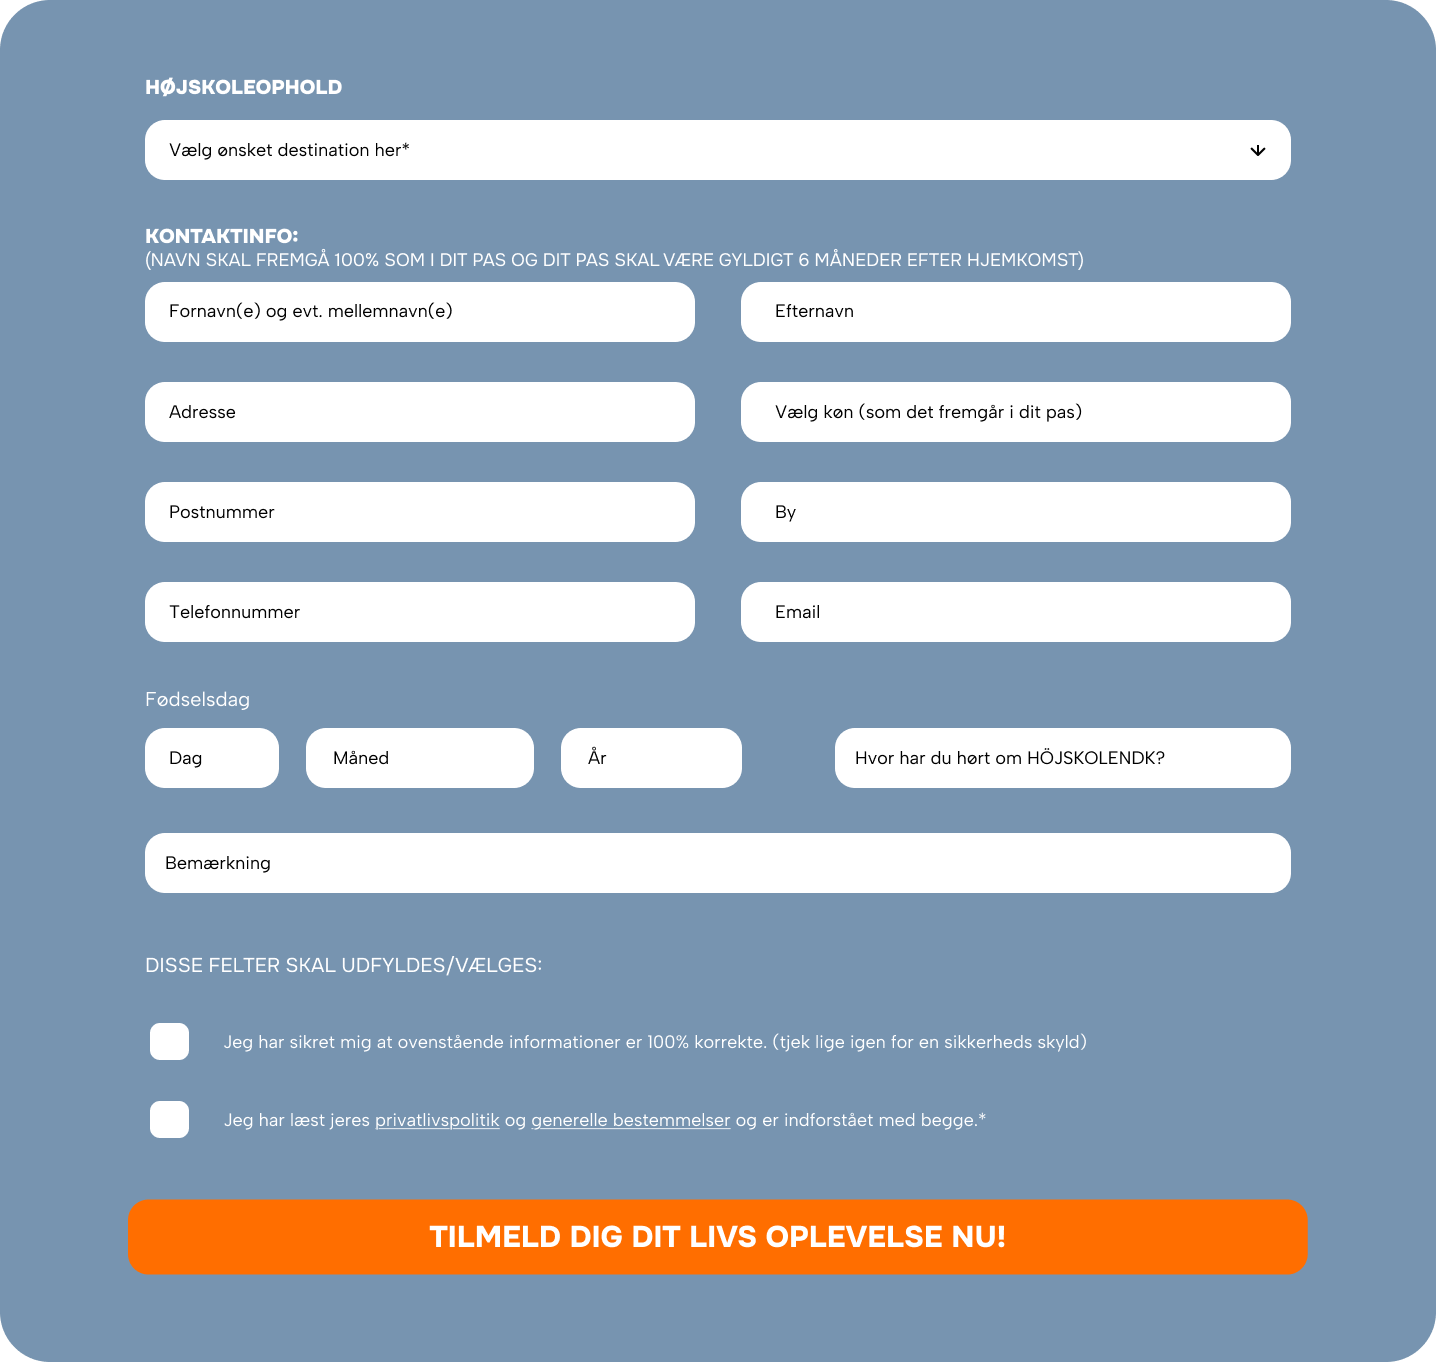 HØJSKOLEOPHOLD
Vælg ønsket destination her*
KONTAKTINFO:
(NAVN SKAL FREMGÅ 100% SOM I DIT PAS OG DIT PAS SKAL VÆRE GYLDIGT 6 MÅNEDER EFTER HJEMKOMST)
Fornavn(e) og evt. mellemnavn(e)
Efternavn
Adresse
Vælg køn (som det fremgår i dit pas)
Postnummer
By
Telefonnummer
Email
Fødselsdag
Dag
Måned
År
Hvor har du hørt om HÖJSKOLENDK?
Bemærkning
DISSE FELTER SKAL UDFYLDES/VÆLGES:
Jeg har sikret mig at ovenstående informationer er 100% korrekte. (tjek lige igen for en sikkerheds skyld)
Jeg har læst jeres privatlivspolitik og generelle bestemmelser og er indforstået med begge.*
TILMELD DIG DIT LIVS OPLEVELSE NU!